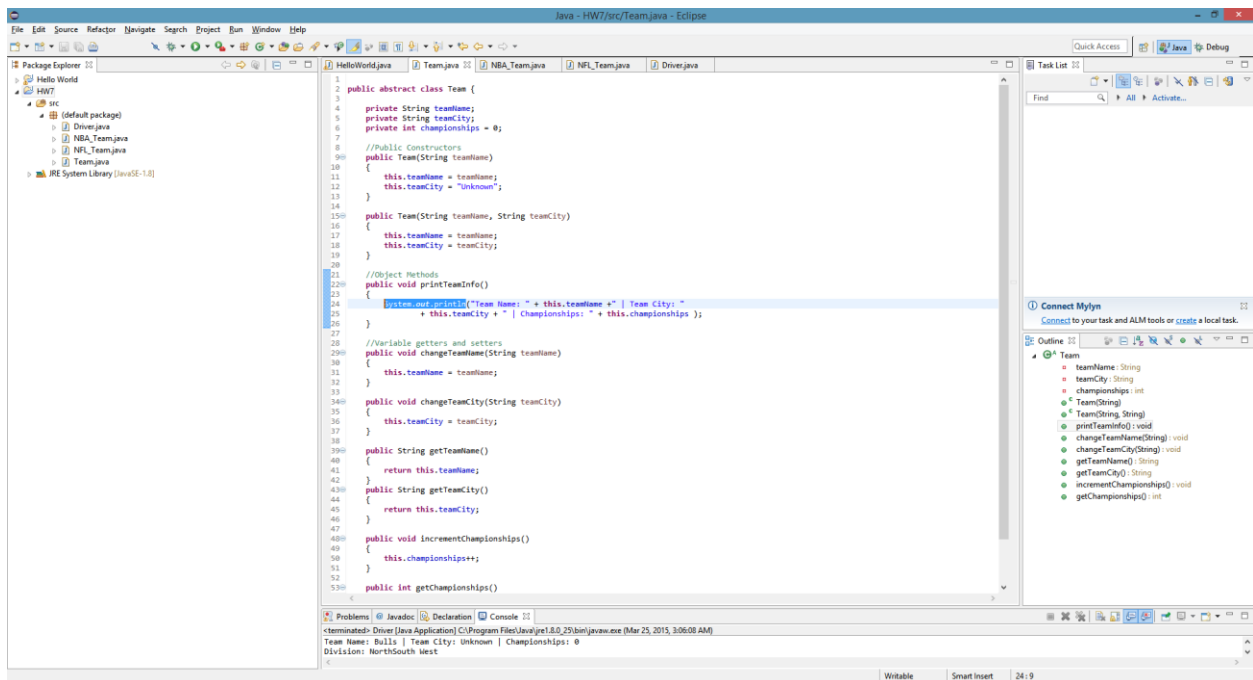 Java - HW7/src/Team.java - Eclipse
File Edit Source Refactor Navigate Search Project Run Window Help
Quick Access Java Debug
Package Explorer
Hello World
HW7
src
(default package)
Driver.java
NBA_Team.java
NFL_Team.java
Team.java
JRE System Library [JavaSE-1.8]
HelloWorld.java Team.java NBA_Team.java NFL_Team.java Driver.java
1
2 public abstract class Team {
3
4 private String teamName;
5 private String teamCity;
6 private int championships = 0;
7
8 //Public Constructors
9 public Team(String teamName)
10 {
11 this.teamName = teamName;
12 this.teamCity = "Unknown";
13 }
14
15 public Team(String teamName, String teamCity)
16 {
17 this.teamName = teamName;
18 this.teamCity = teamCity;
19 }
20
21 //Object Methods
22 public void printTeamInfo()
23 {
24 System.out.println("Team Name: " + this.teamName +" | Team City: "
25 + this.teamCity + " | Championships: " + this.championships );
26 }
27
28 //Variable getters and setters
29 public void changeTeamName(String teamName)
30 {
31 this.teamName = teamName;
32 }
33
34 public void changeTeamCity(String teamCity)
35 {
36 this.teamCity = teamCity;
37 }
38
39 public String getTeamName()
40 {
41 return this.teamName;
42 }
43 public String getTeamCity()
44 {
45 return this.teamCity;
46 }
47
48 public void incrementChampionships()
49 {
50 this.championships++;
51 }
52
53 public int getChampionships()
Task List
Find All Activate...
Connect Mylyn
Connect to your task and ALM tools or create a local task.
Outline
Team
teamName : String
teamCity : String
championships : int
Team(String)
Team(String, String)
printTeamInfo() : void
changeTeamName(String) : void
changeTeamCity(String) : void
getTeamName() : String
getTeamCity() : String
incrementChampionships() : void
getChampionships() : int
Problems Javadoc Declaration Console
<terminated> Driver [Java Application] C:\Program Files\Java\jre1.8.0_25\bin\javaw.exe (Mar 25, 2015, 3:06:08 AM)
Team Name: Bulls | Team City: Unknown | Championships: 0
Division: NorthSouth West
Writable Smart Insert 24 : 9